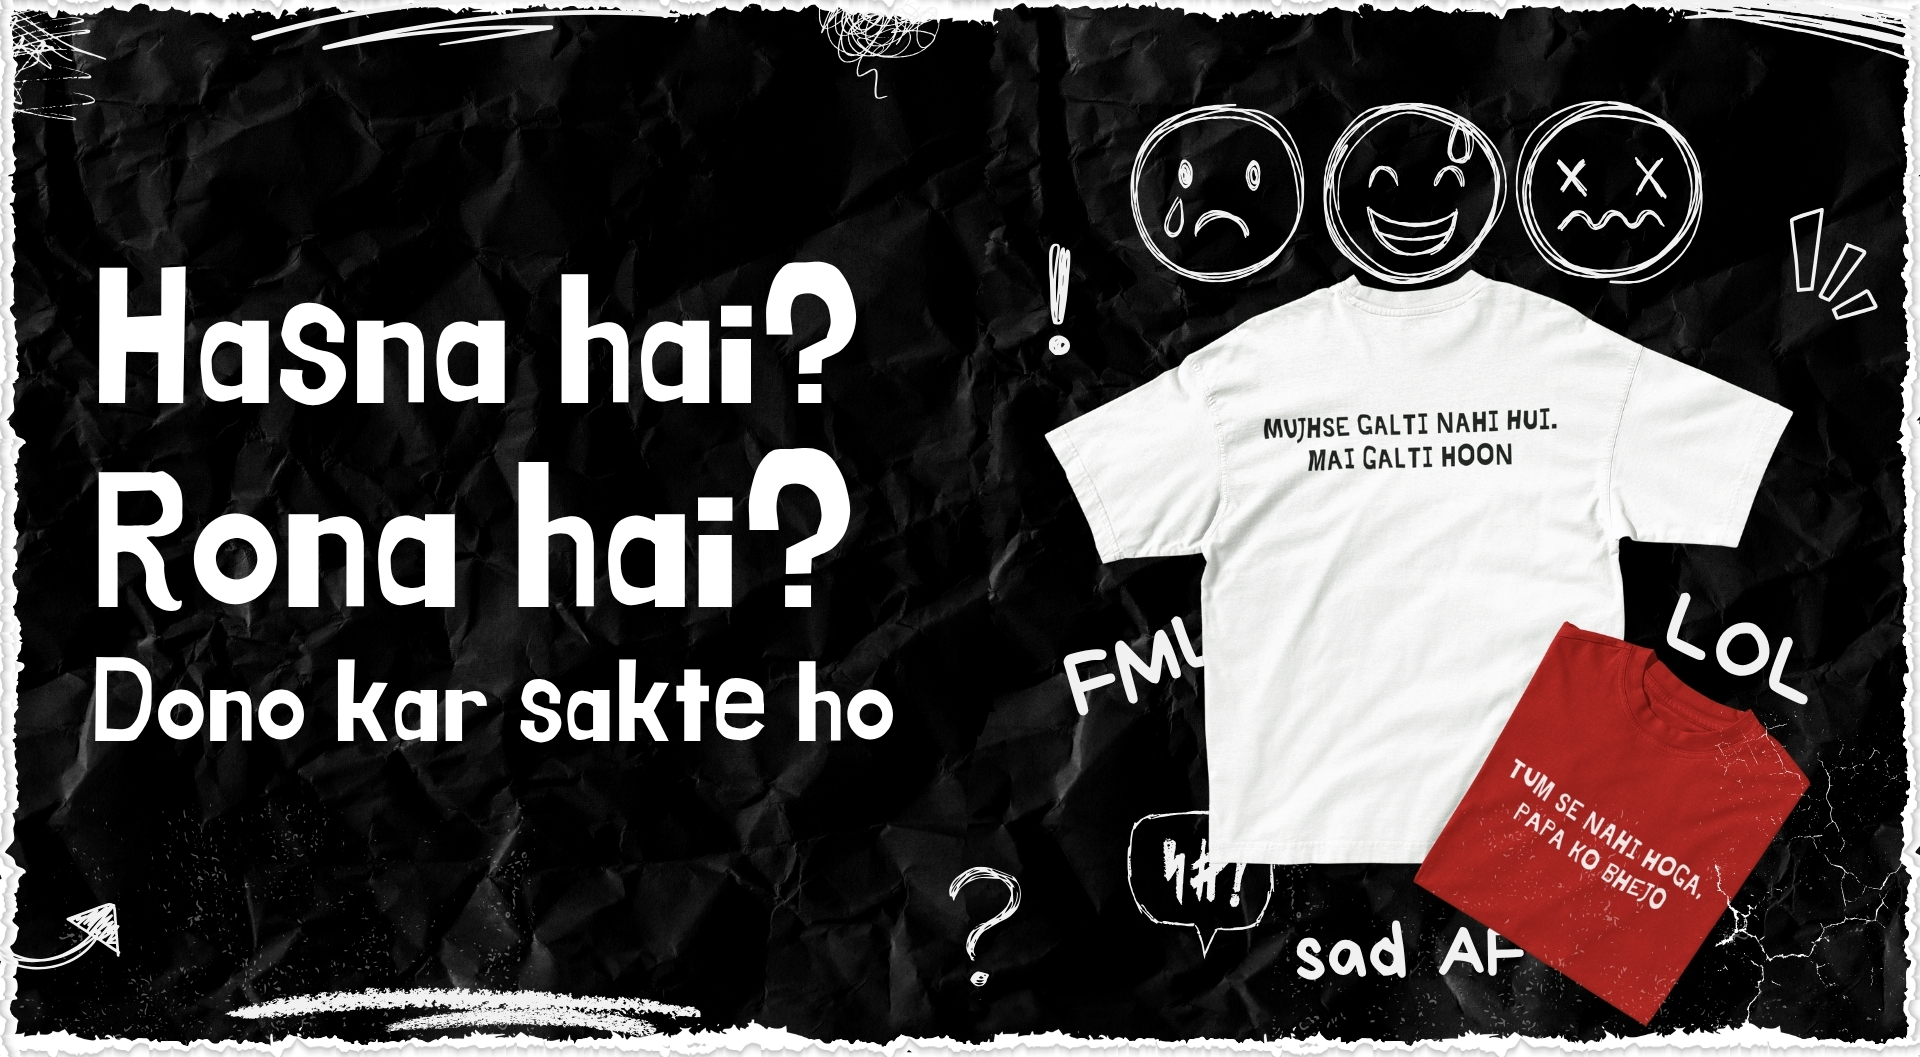 Hasna hai?
Rona hai?
Dono kar sakte ho
MUJHSE GALTI NAHI HUI.
MAI GALTI HOON
FML
LOL
TUM SE NAHI HOGA,
PAPA KO BHEJO
sad AF